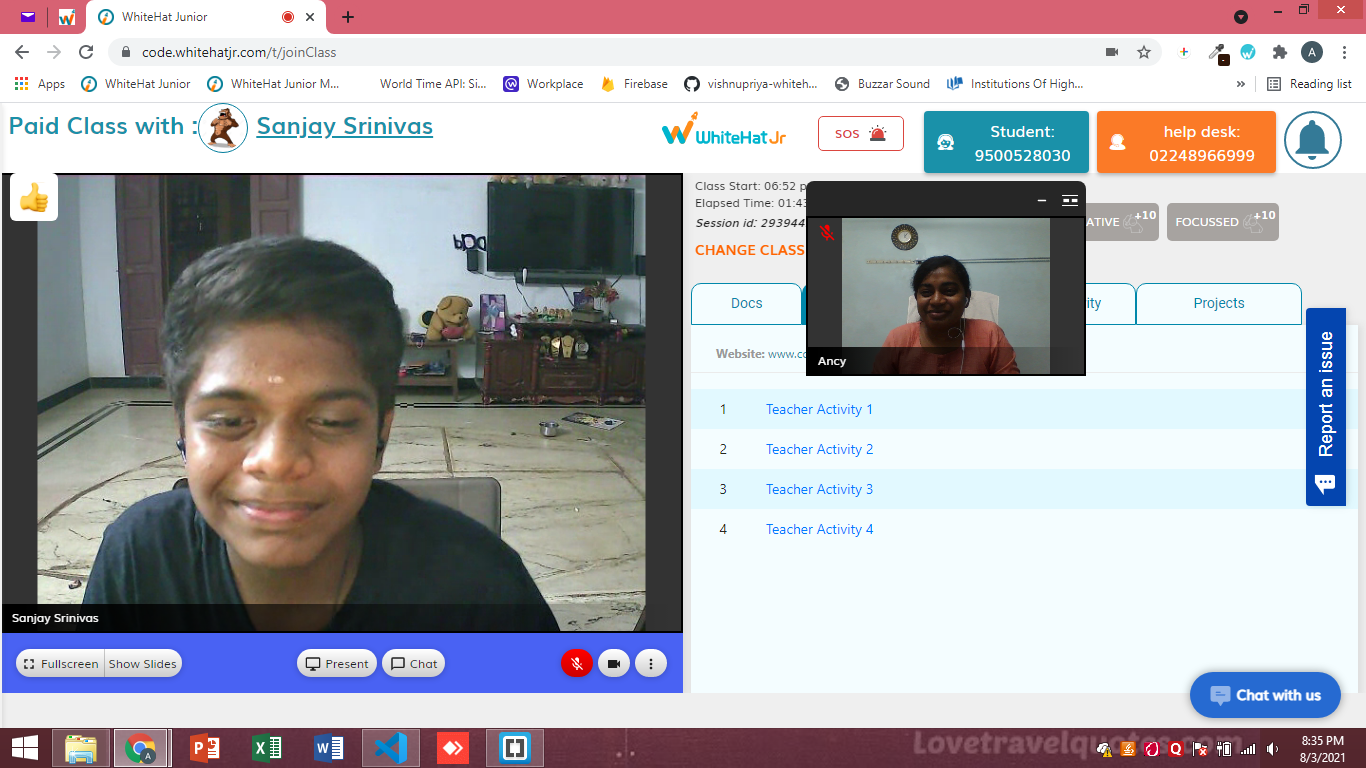 WhiteHat Junior
code.whitehatjr.com/t/joinClass
A
Apps
WhiteHat Junior
WhiteHat Junior M...
World Time API: Si...
Workplace
Firebase
vishnupriya-whiteh...
Buzzar Sound
Institutions Of High...
Reading list
Paid Class with :
Sanjay Srinivas
WhiteHat Jr
SOS
Student:
9500528030
help desk:
02248966999
Class Start: 06:52 p
Elapsed Time: 01:43
Session id: 293944
CHANGE CLASS
ATIVE +10
FOCUSSED +10
Docs
ity
Projects
Website: www.co
Ancy
1 Teacher Activity 1
2 Teacher Activity 2
3 Teacher Activity 3
4 Teacher Activity 4
Report an issue
Sanjay Srinivas
Fullscreen
Show Slides
Present
Chat
Chat with us
Lovetravelquotes.com
8:35 PM
8/3/2021